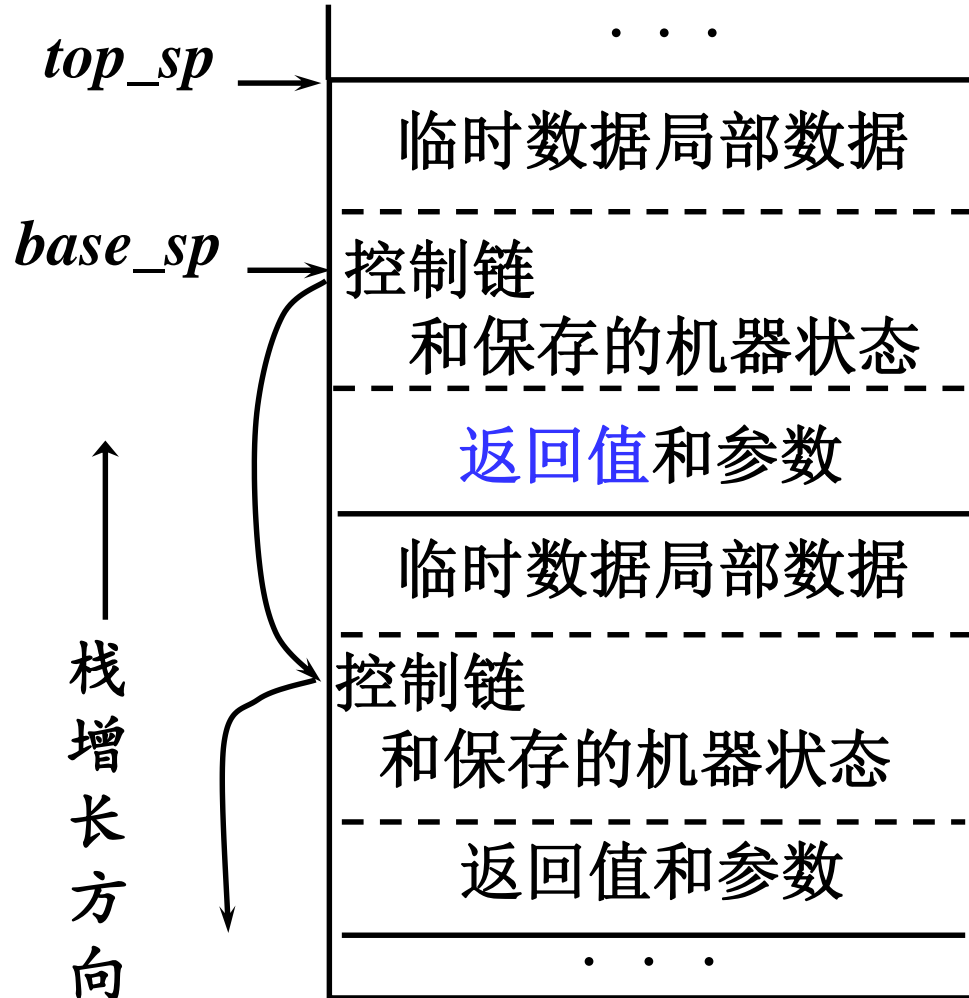 · · ·
top_sp
临时数据局部数据
base_sp
控制链
和保存的机器状态
返回值和参数
临时数据局部数据
控制链
和保存的机器状态
返回值和参数
· · ·
栈增长方向